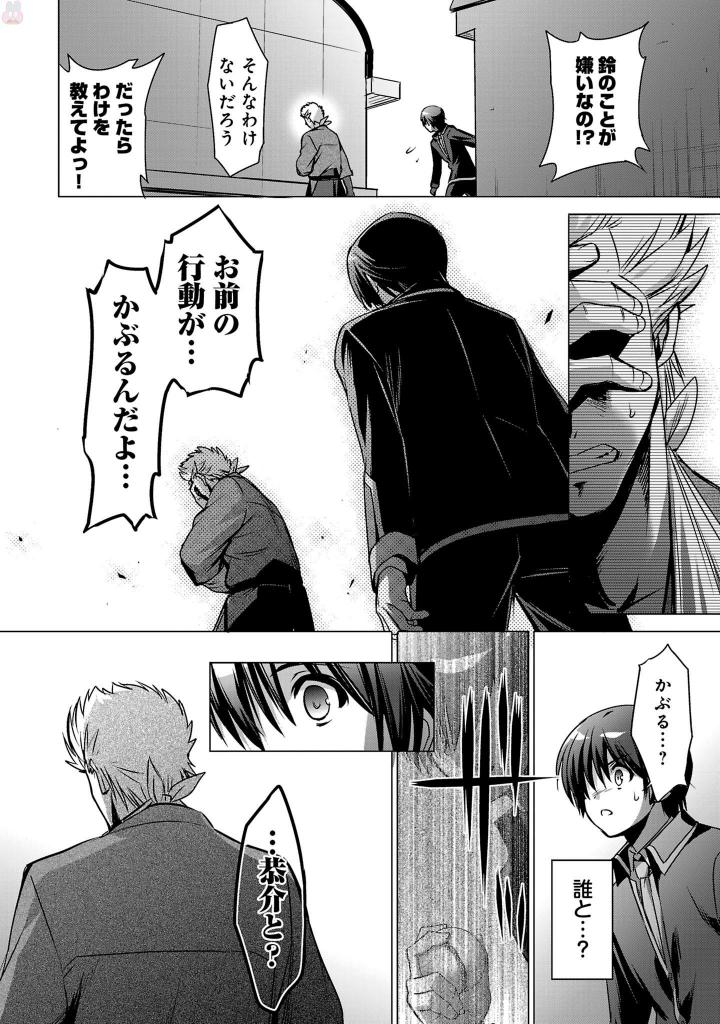 鈴のことが
嫌いなの!?
そんなわけ
ないだろう
だったら
わけを
教えてよっ!
お前の
行動が…
かぶるんだよ…
かぶる…?
誰と…?
…恭介と?